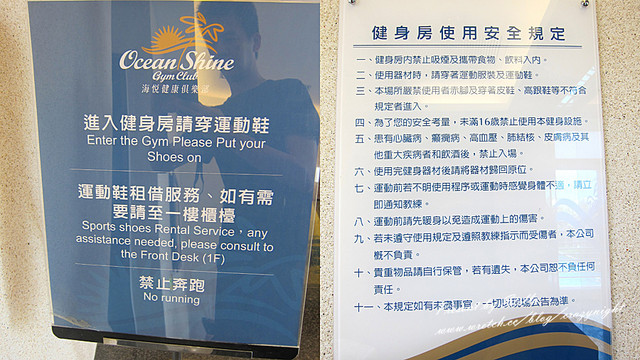 Ocean Shine
Gym Club
海悅健康俱樂部
進入健身房請穿運動鞋
Enter the Gym Please Put your
Shoes on
運動鞋租借服務、如有需
要請至一樓櫃檯
Sports shoes Rental Service，any
assistance needed, please consult to
the Front Desk (1F)
禁止奔跑
No running
健身房使用安全規定
一、健身房內禁止吸煙及攜帶食物、飲料入內。
二、使用器材時，請穿著運動服裝及運動鞋。
三、本場所嚴禁使用者赤腳及穿著皮鞋、高跟鞋等不符合
規定者進入。
四、為了您的安全考量，未滿16歲禁止使用本健身設施。
五、患有心臟病、癲癇病、高血壓、肺結核、皮膚病及其
他重大疾病者和飲酒後，禁止入場。
六、使用完健身器材後請將器材歸回原位。
七、運動前若不明使用程序或運動時感覺身體不適，請立
即通知教練。
八、運動前請先暖身以免造成運動上的傷害。
九、若未遵守使用規定及遵照教練指示而受傷者，本公司
概不負責。
十、貴重物品請自行保管，若有遺失，本公司恕不負任何
責任。
十一、本規定如有未盡事宜，一切以現場公告為準。
www.wretch.cc/blog/